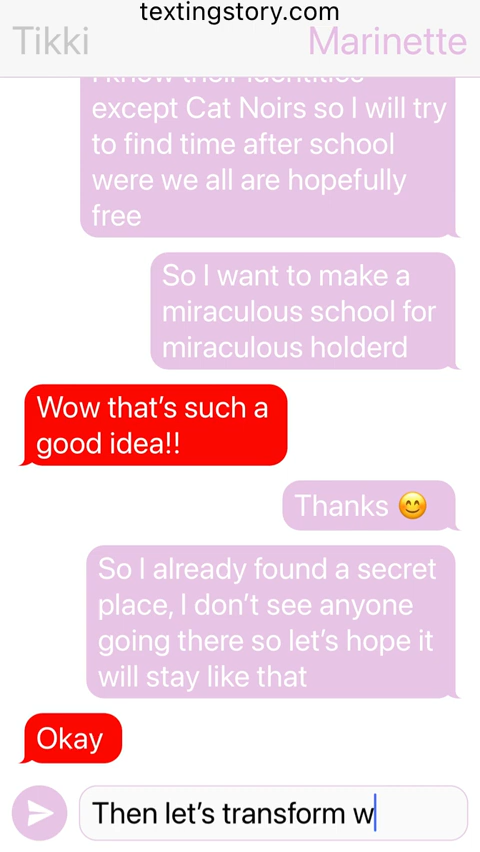 textingstory.com
Tikki Marinette
I know their identities
except Cat Noirs so I will try
to find time after school
were we all are hopefully
free
So I want to make a
miraculous school for
miraculous holderd
Wow that's such a
good idea!!
Thanks 😊
So I already found a secret
place, I don't see anyone
going there so let's hope it
will stay like that
Okay
Then let's transform w